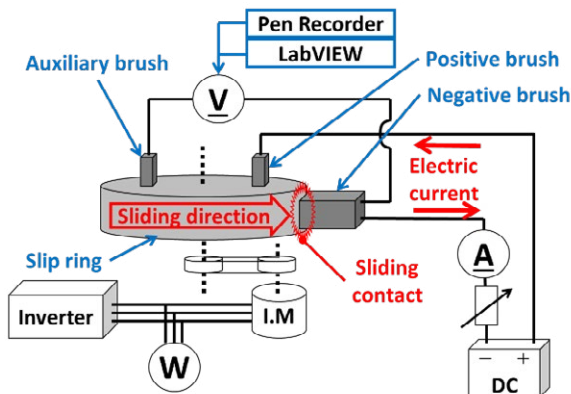 Pen Recorder
LabVIEW
Auxiliary brush
V
Positive brush
Negative brush
Electric
current
Sliding direction
Slip ring
Sliding
contact
A
Inverter
I.M
W
− +
DC